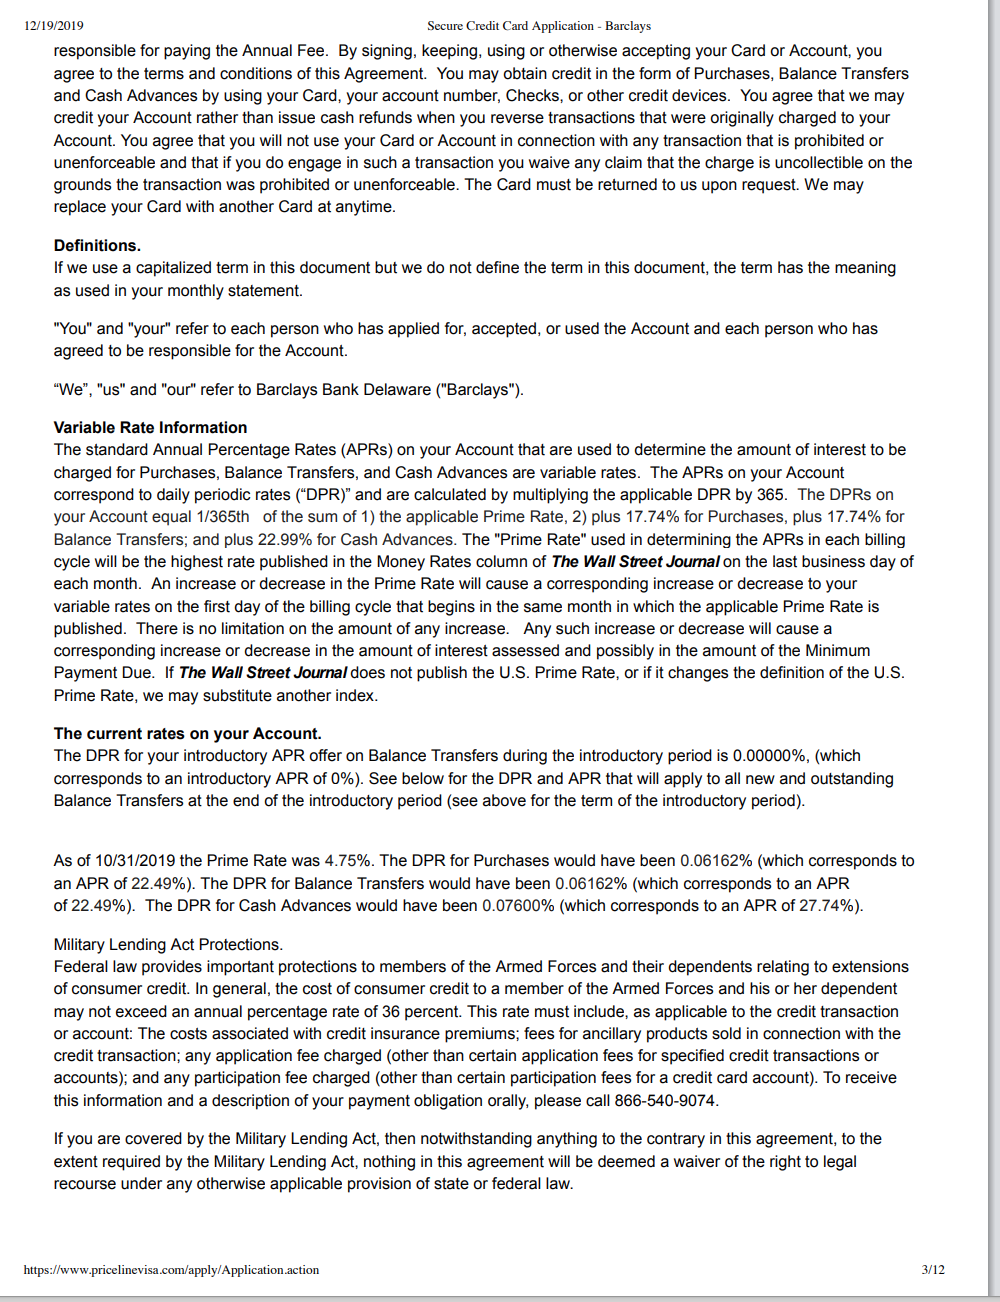 12/19/2019 Secure Credit Card Application - Barclays
responsible for paying the Annual Fee.  By signing, keeping, using or otherwise accepting your Card or Account, you
agree to the terms and conditions of this Agreement.  You may obtain credit in the form of Purchases, Balance Transfers
and Cash Advances by using your Card, your account number, Checks, or other credit devices.  You agree that we may
credit your Account rather than issue cash refunds when you reverse transactions that were originally charged to your
Account. You agree that you will not use your Card or Account in connection with any transaction that is prohibited or
unenforceable and that if you do engage in such a transaction you waive any claim that the charge is uncollectible on the
grounds the transaction was prohibited or unenforceable. The Card must be returned to us upon request. We may
replace your Card with another Card at anytime.
Definitions.
If we use a capitalized term in this document but we do not define the term in this document, the term has the meaning
as used in your monthly statement.
"You" and "your" refer to each person who has applied for, accepted, or used the Account and each person who has
agreed to be responsible for the Account.
“We”, "us" and "our" refer to Barclays Bank Delaware ("Barclays").
Variable Rate Information
The standard Annual Percentage Rates (APRs) on your Account that are used to determine the amount of interest to be
charged for Purchases, Balance Transfers, and Cash Advances are variable rates.  The APRs on your Account
correspond to daily periodic rates (“DPR)” and are calculated by multiplying the applicable DPR by 365.  The DPRs on
your Account equal 1/365th  of the sum of 1) the applicable Prime Rate, 2) plus 17.74% for Purchases, plus 17.74% for
Balance Transfers; and plus 22.99% for Cash Advances. The "Prime Rate" used in determining the APRs in each billing
cycle will be the highest rate published in the Money Rates column of The Wall Street Journal on the last business day of
each month.  An increase or decrease in the Prime Rate will cause a corresponding increase or decrease to your
variable rates on the first day of the billing cycle that begins in the same month in which the applicable Prime Rate is
published.  There is no limitation on the amount of any increase.   Any such increase or decrease will cause a
corresponding increase or decrease in the amount of interest assessed and possibly in the amount of the Minimum
Payment Due.  If The Wall Street Journal does not publish the U.S. Prime Rate, or if it changes the definition of the U.S.
Prime Rate, we may substitute another index.
The current rates on your Account.
The DPR for your introductory APR offer on Balance Transfers during the introductory period is 0.00000%, (which
corresponds to an introductory APR of 0%). See below for the DPR and APR that will apply to all new and outstanding
Balance Transfers at the end of the introductory period (see above for the term of the introductory period).
As of 10/31/2019 the Prime Rate was 4.75%. The DPR for Purchases would have been 0.06162% (which corresponds to
an APR of 22.49%). The DPR for Balance Transfers would have been 0.06162% (which corresponds to an APR
of 22.49%).  The DPR for Cash Advances would have been 0.07600% (which corresponds to an APR of 27.74%).
Military Lending Act Protections.
Federal law provides important protections to members of the Armed Forces and their dependents relating to extensions
of consumer credit. In general, the cost of consumer credit to a member of the Armed Forces and his or her dependent
may not exceed an annual percentage rate of 36 percent. This rate must include, as applicable to the credit transaction
or account: The costs associated with credit insurance premiums; fees for ancillary products sold in connection with the
credit transaction; any application fee charged (other than certain application fees for specified credit transactions or
accounts); and any participation fee charged (other than certain participation fees for a credit card account). To receive
this information and a description of your payment obligation orally, please call 866-540-9074.
If you are covered by the Military Lending Act, then notwithstanding anything to the contrary in this agreement, to the
extent required by the Military Lending Act, nothing in this agreement will be deemed a waiver of the right to legal
recourse under any otherwise applicable provision of state or federal law.
https://www.pricelinevisa.com/apply/Application.action 3/12